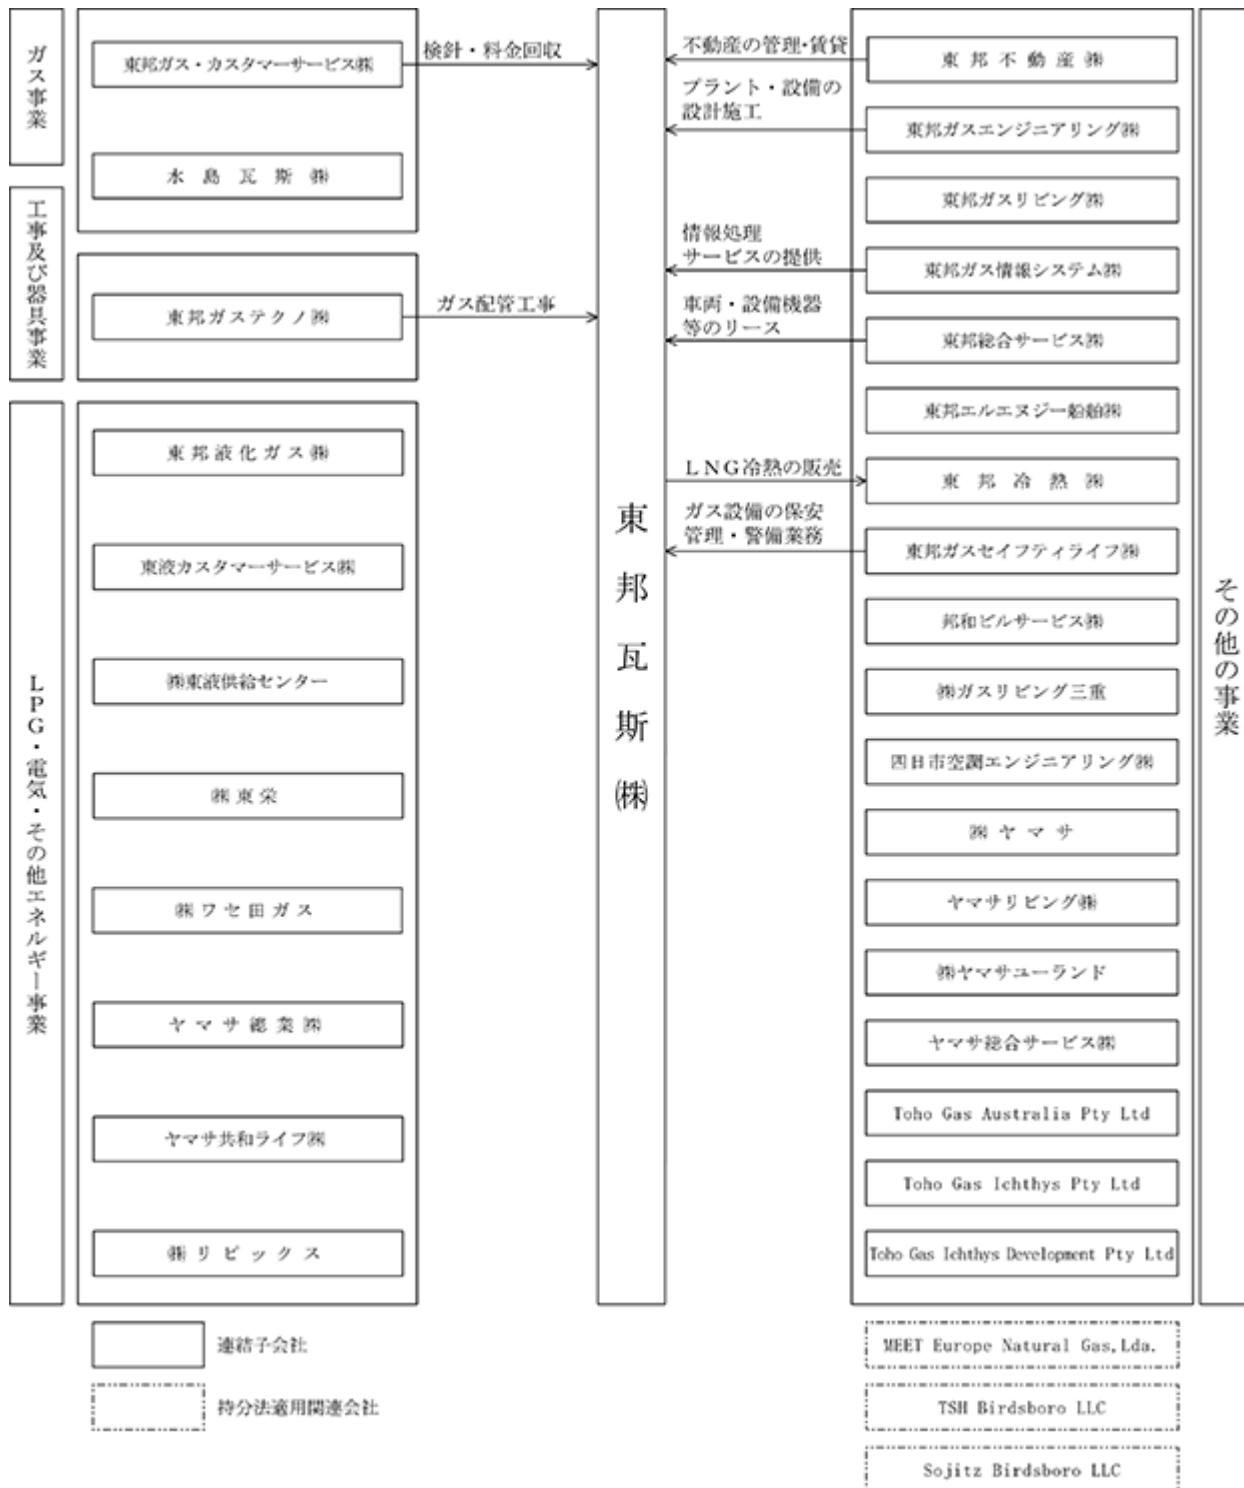 ガス事業
東邦ガス・カスタマーサービス㈱
検針・料金回収
水島瓦斯㈱
工事及び器具事業
東邦ガステクノ㈱
ガス配管工事
LPG・電気・その他エネルギー事業
東邦液化ガス㈱
東液カスタマーサービス㈱
㈱東液供給センター
㈱東栄
㈱ワセ田ガス
ヤマサ總業㈱
ヤマサ共和ライフ㈱
㈱リビックス
東邦瓦斯㈱
不動産の管理・賃貸
東邦不動産㈱
プラント・設備の
設計施工
東邦ガスエンジニアリング㈱
東邦ガスリビング㈱
情報処理
サービスの提供
東邦ガス情報システム㈱
車両・設備機器
等のリース
東邦総合サービス㈱
東邦エルエヌジー船舶㈱
LNG冷熱の販売
東邦冷熱㈱
ガス設備の保安
管理・警備業務
東邦ガスセイフティライフ㈱
邦和ビルサービス㈱
㈱ガスリビング三重
四日市空調エンジニアリング㈱
㈱ヤマサ
ヤマサリビング㈱
㈱ヤマサユーランド
ヤマサ総合サービス㈱
Toho Gas Australia Pty Ltd
Toho Gas Ichthys Pty Ltd
Toho Gas Ichthys Development Pty Ltd
その他の事業
連結子会社
持分法適用関連会社
MEET Europe Natural Gas,Lda.
TSH Birdsboro LLC
Sojitz Birdsboro LLC